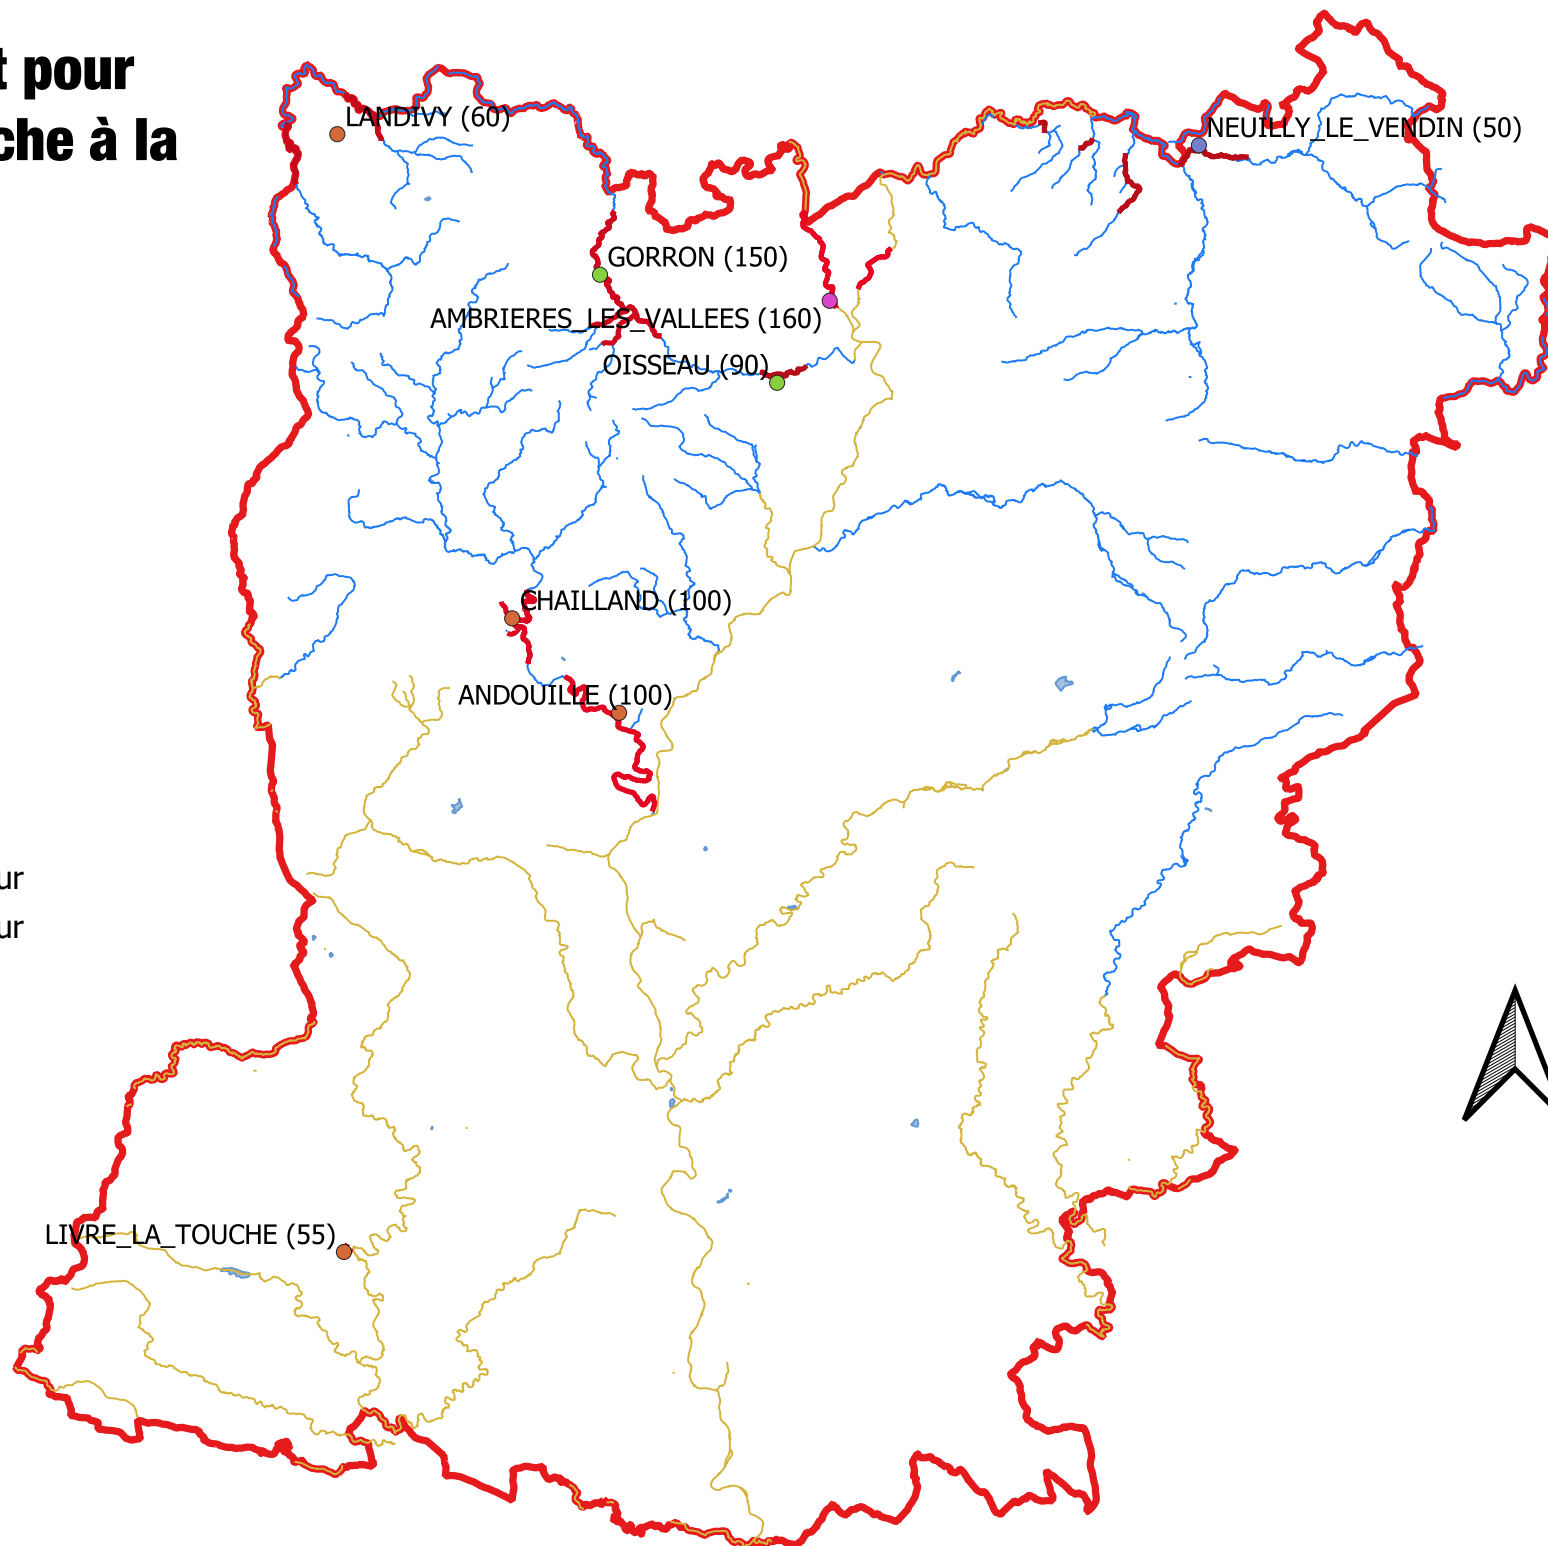 t pour
che à la
LANDIVY (60)
NEUILLY_LE_VENDIN (50)
GORRON (150)
AMBRIERES_LES_VALLEES (160)
OISSEAU (90)
CHAILLAND (100)
ANDOUILLE (100)
ur
ur
LIVRE_LA_TOUCHE (55)